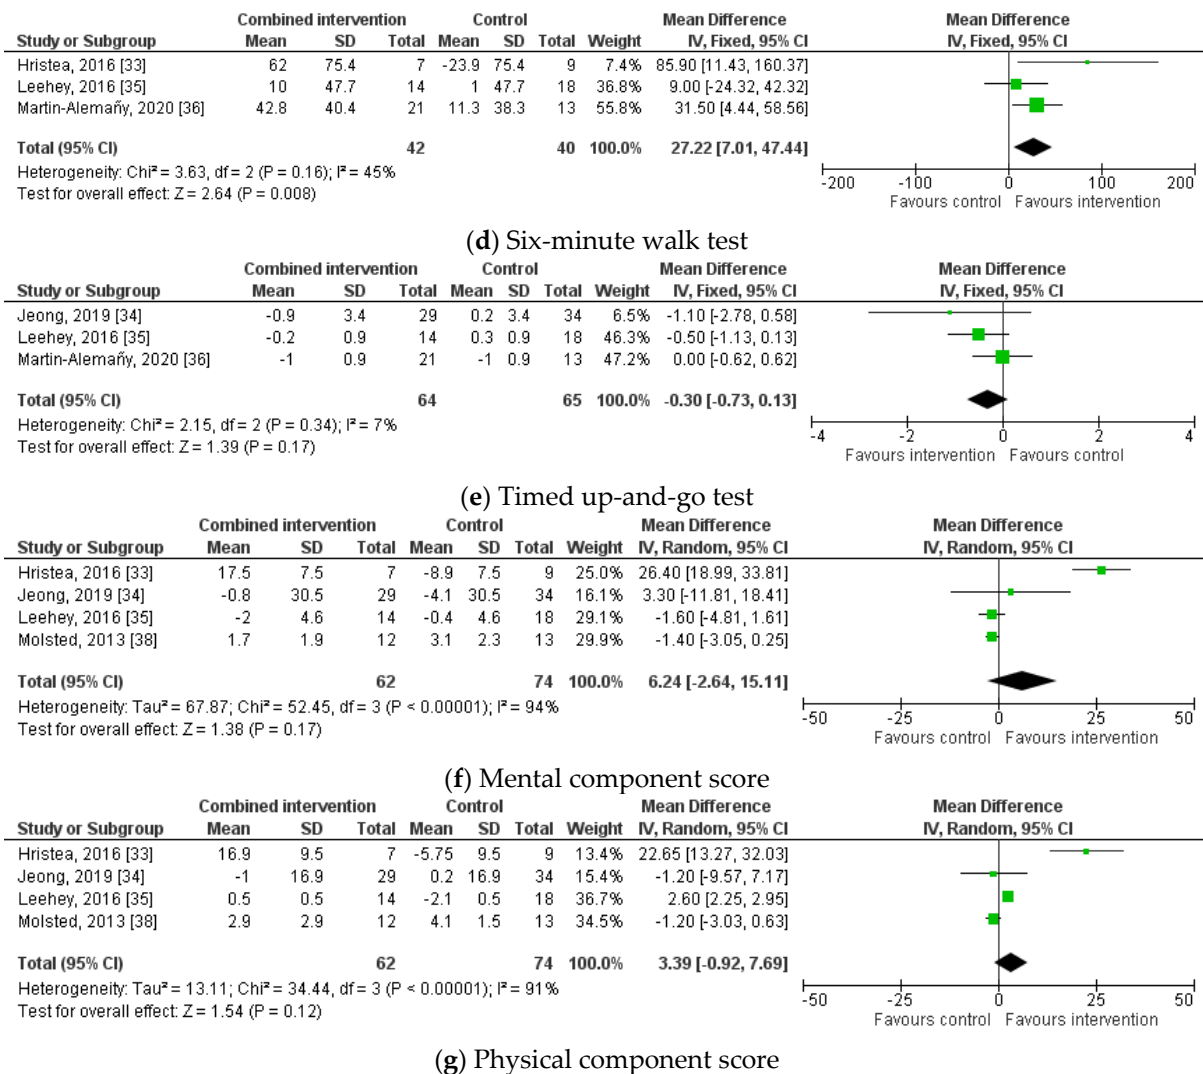 Combined intervention Control Mean Difference Mean Difference
Study or Subgroup Mean SD Total Mean SD Total Weight IV, Fixed, 95% CI IV, Fixed, 95% CI
Hristea, 2016 [33] 62 75.4 7 -23.9 75.4 9 7.4% 85.90 [11.43, 160.37]
Leehey, 2016 [35] 10 47.7 14 1 47.7 18 36.8% 9.00 [-24.32, 42.32]
Martin-Alemañy, 2020 [36] 42.8 40.4 21 11.3 38.3 13 55.8% 31.50 [4.44, 58.56]
Total (95% CI) 42 40 100.0% 27.22 [7.01, 47.44]
Heterogeneity: Chi² = 3.63, df = 2 (P = 0.16); I² = 45%
Test for overall effect: Z = 2.64 (P = 0.008)
-200 -100 0 100 200
Favours control Favours intervention
(d) Six-minute walk test
Combined intervention Control Mean Difference Mean Difference
Study or Subgroup Mean SD Total Mean SD Total Weight IV, Fixed, 95% CI IV, Fixed, 95% CI
Jeong, 2019 [34] -0.9 3.4 29 0.2 3.4 34 6.5% -1.10 [-2.78, 0.58]
Leehey, 2016 [35] -0.2 0.9 14 0.3 0.9 18 46.3% -0.50 [-1.13, 0.13]
Martin-Alemañy, 2020 [36] -1 0.9 21 -1 0.9 13 47.2% 0.00 [-0.62, 0.62]
Total (95% CI) 64 65 100.0% -0.30 [-0.73, 0.13]
Heterogeneity: Chi² = 2.15, df = 2 (P = 0.34); I² = 7%
Test for overall effect: Z = 1.39 (P = 0.17)
-4 -2 0 2 4
Favours intervention Favours control
(e) Timed up-and-go test
Combined intervention Control Mean Difference Mean Difference
Study or Subgroup Mean SD Total Mean SD Total Weight IV, Random, 95% CI IV, Random, 95% CI
Hristea, 2016 [33] 17.5 7.5 7 -8.9 7.5 9 25.0% 26.40 [18.99, 33.81]
Jeong, 2019 [34] -0.8 30.5 29 -4.1 30.5 34 16.1% 3.30 [-11.81, 18.41]
Leehey, 2016 [35] -2 4.6 14 -0.4 4.6 18 29.1% -1.60 [-4.81, 1.61]
Molsted, 2013 [38] 1.7 1.9 12 3.1 2.3 13 29.9% -1.40 [-3.05, 0.25]
Total (95% CI) 62 74 100.0% 6.24 [-2.64, 15.11]
Heterogeneity: Tau² = 67.87; Chi² = 52.45, df = 3 (P < 0.00001); I² = 94%
Test for overall effect: Z = 1.38 (P = 0.17)
-50 -25 0 25 50
Favours control Favours intervention
(f) Mental component score
Combined intervention Control Mean Difference Mean Difference
Study or Subgroup Mean SD Total Mean SD Total Weight IV, Random, 95% CI IV, Random, 95% CI
Hristea, 2016 [33] 16.9 9.5 7 -5.75 9.5 9 13.4% 22.65 [13.27, 32.03]
Jeong, 2019 [34] -1 16.9 29 0.2 16.9 34 15.4% -1.20 [-9.57, 7.17]
Leehey, 2016 [35] 0.5 0.5 14 -2.1 0.5 18 36.7% 2.60 [2.25, 2.95]
Molsted, 2013 [38] 2.9 2.9 12 4.1 1.5 13 34.5% -1.20 [-3.03, 0.63]
Total (95% CI) 62 74 100.0% 3.39 [-0.92, 7.69]
Heterogeneity: Tau² = 13.11; Chi² = 34.44, df = 3 (P < 0.00001); I² = 91%
Test for overall effect: Z = 1.54 (P = 0.12)
-50 -25 0 25 50
Favours control Favours intervention
(g) Physical component score